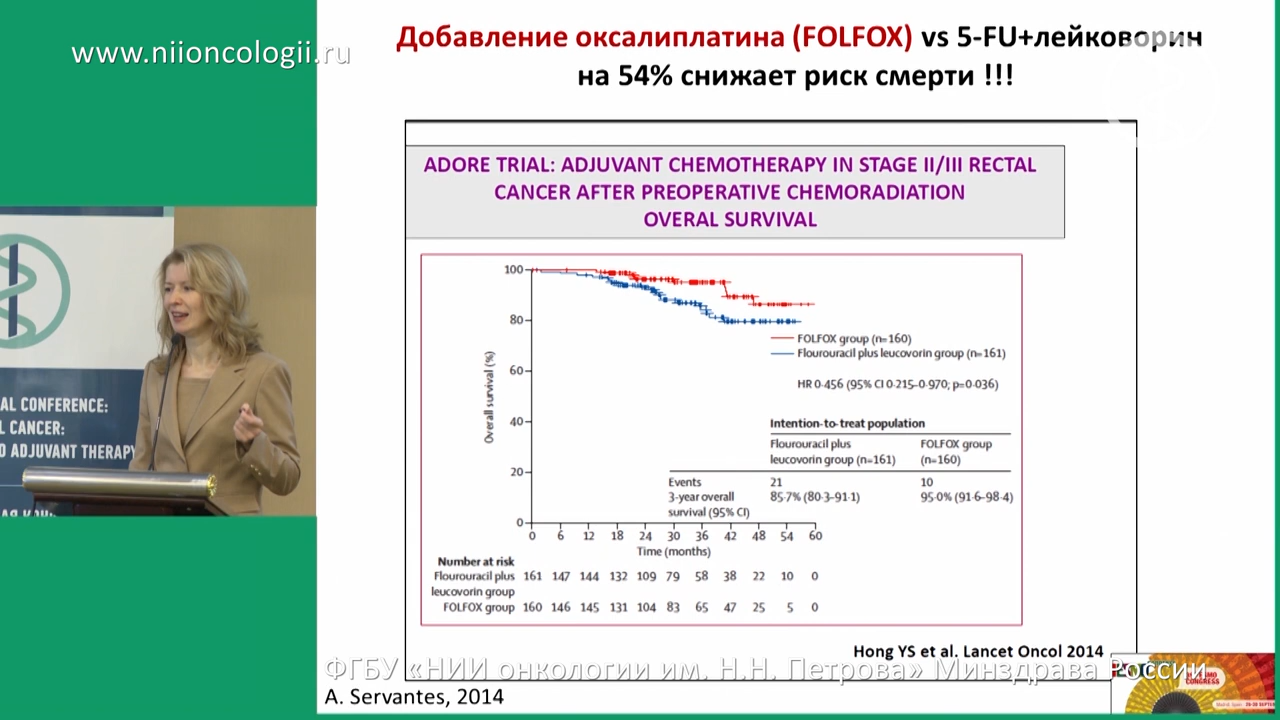 www.niioncologii.ru
Добавление оксалиплатина (FOLFOX) vs 5-FU+лейковорин
на 54% снижает риск смерти !!!
ADORE TRIAL: ADJUVANT CHEMOTHERAPY IN STAGE II/III RECTAL
CANCER AFTER PREOPERATIVE CHEMORADIATION
OVERAL SURVIVAL
Overall survival (%)
100
80
60
40
20
0
FOLFOX group (n=160)
Flourouracil plus leucovorin group (n=161)
HR 0·456 (95% CI 0·215–0·970; p=0·036)
Intention-to-treat population
Flourouracil plus FOLFOX group
leucovorin group (n=161) (n=160)
Events 21 10
3-year overall 85·7% (80·3–91·1) 95·0% (91·6–98·4)
survival (95% CI)
0 6 12 18 24 30 36 42 48 54 60
Time (months)
Number at risk
Flourouracil plus 161 147 144 132 109 79 58 38 22 10 0
leucovorin group
FOLFOX group 160 146 145 131 104 83 65 47 25 5 0
Hong YS et al. Lancet Oncol 2014
ФГБУ «НИИ онкологии им. Н.Н. Петрова» Минздрава России
A. Servantes, 2014
AL CONFERENCE:
L CANCER:
D ADJUVANT THERAPY
CONGRESS